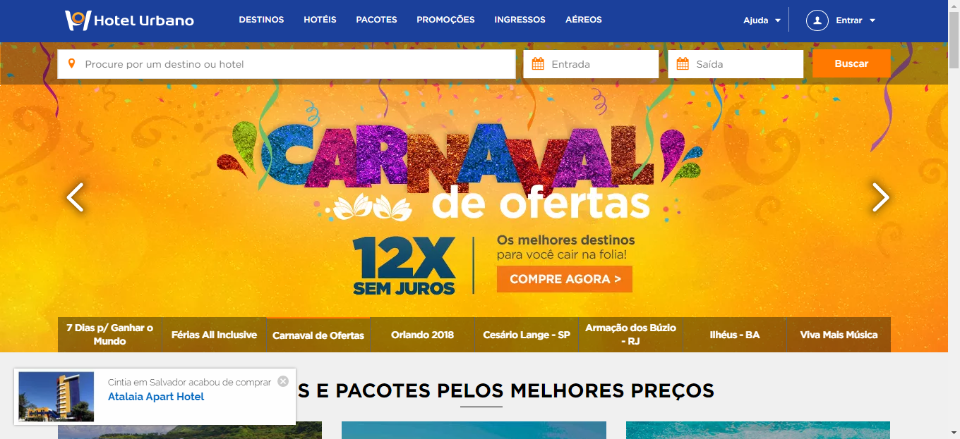 Hotel Urbano
DESTINOS HOTÉIS PACOTES PROMOÇÕES INGRESSOS AÉREOS
Ajuda Entrar
Procure por um destino ou hotel
Entrada
Saída
Buscar
CARNAVAL
de ofertas
12X
SEM JUROS
Os melhores destinos
para você cair na folia!
COMPRE AGORA >
7 Dias p/ Ganhar o
Mundo
Férias All Inclusive
Carnaval de Ofertas
Orlando 2018
Cesário Lange - SP
Armação dos Búzio
- RJ
Ilhéus - BA
Viva Mais Música
Cintia em Salvador acabou de comprar
Atalaia Apart Hotel
S E PACOTES PELOS MELHORES PREÇOS